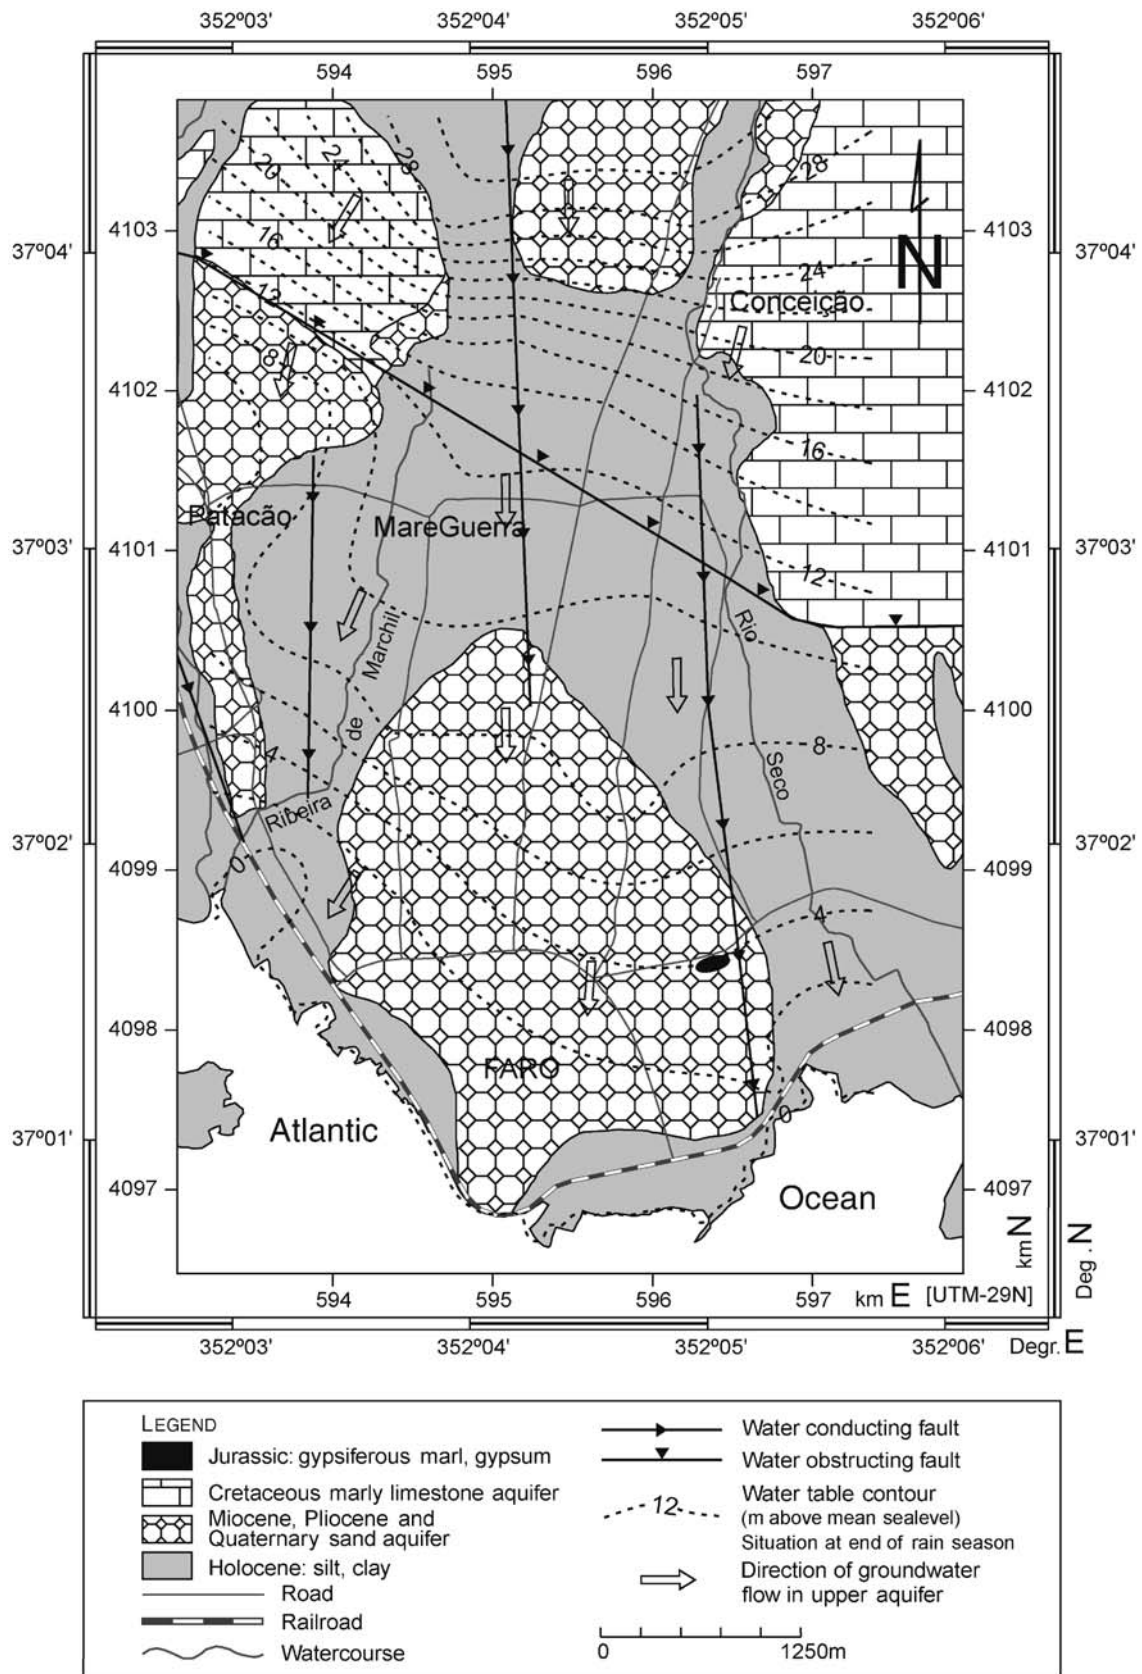 352º03' 352º04' 352º05' 352º06'
594 595 596 597
28
20 24 28
4103 4103
16
37º04' 37º04'
24
N
12
Conceição
8
20
4102 4102
16
Patacão
MareGuerra
4101 4101
37º03' 37º03'
12
Rio
Marchil
4100 4100
de
4
8
Seco
Ribeira
37º02' 37º02'
0
4099 4099
4
4098 4098
FARO
0
Atlantic
37º01' 37º01'
4097 4097
Ocean
km N
Deg. N
594 595 596 597 km E [UTM-29N]
352º03' 352º04' 352º05' 352º06' Degr. E
LEGEND
Jurassic: gypsiferous marl, gypsum
Cretaceous marly limestone aquifer
Miocene, Pliocene and
Quaternary sand aquifer
Holocene: silt, clay
Road
Railroad
Watercourse
Water conducting fault
Water obstructing fault
12
Water table contour
(m above mean sealevel)
Situation at end of rain season
Direction of groundwater
flow in upper aquifer
0 1250m